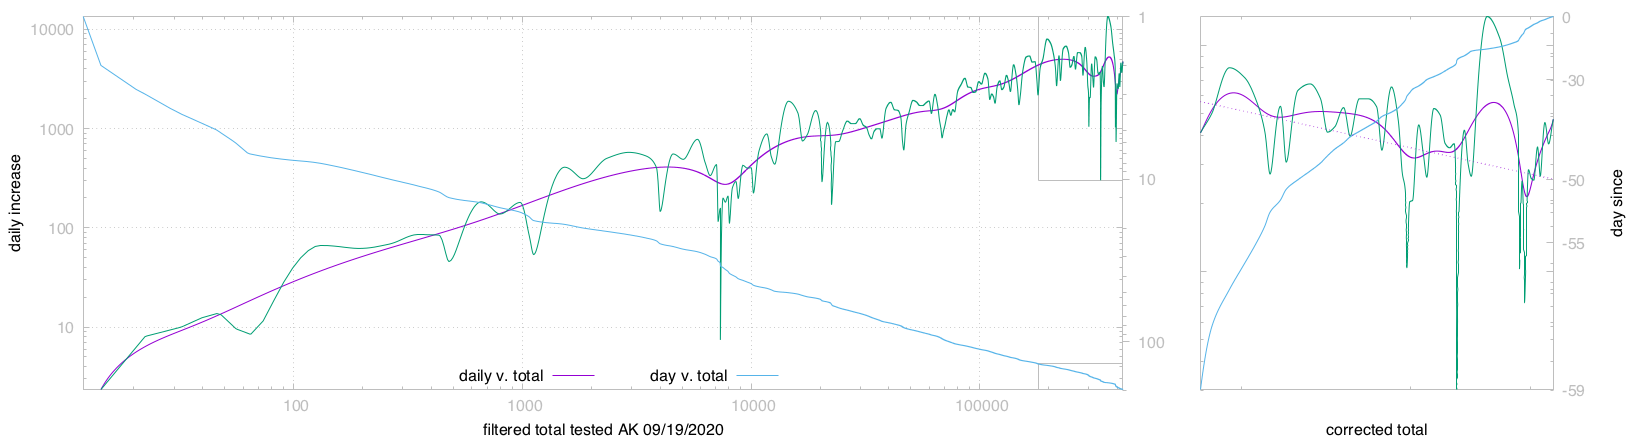 10000
1000
100
10
daily increase
daily v. total
day v. total
100
1000
10000
100000
filtered total tested AK 09/19/2020
1
10
100
0
-30
-50
-55
-59
day since
corrected total